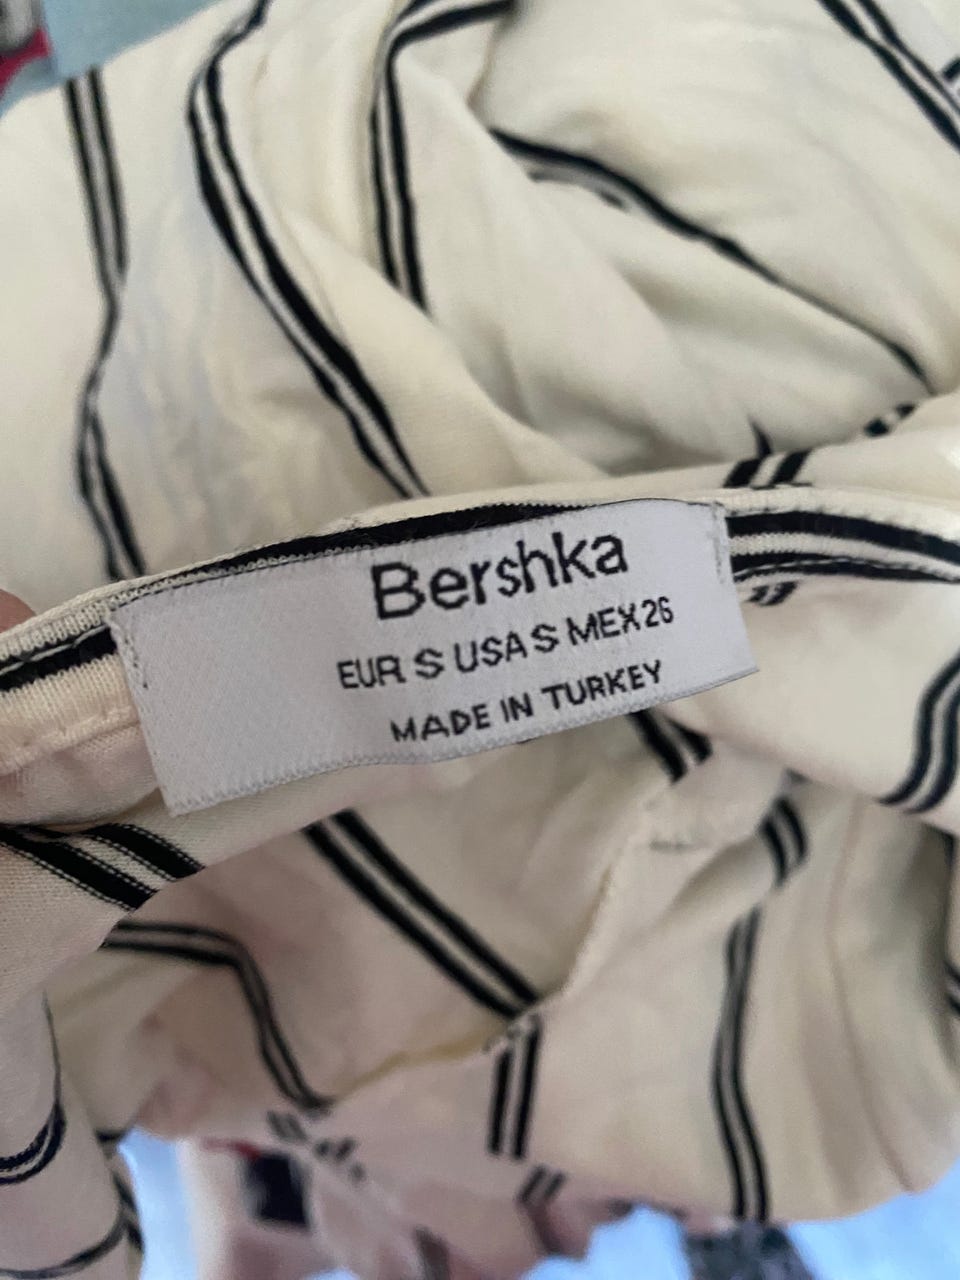 Bershka
EUR S USA S MEX 26
MADE IN TURKEY